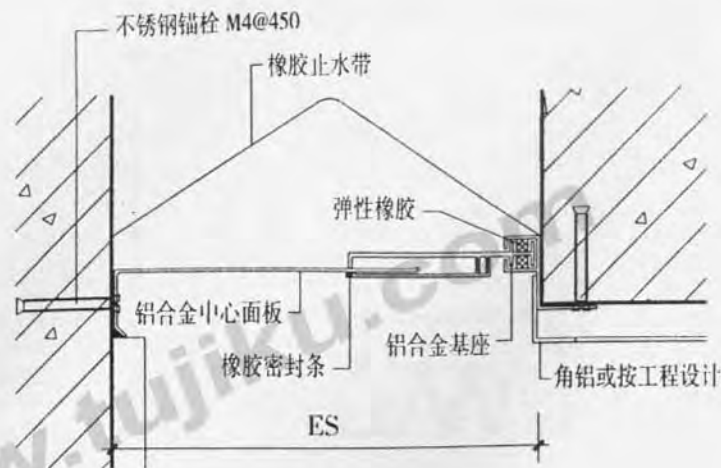 不锈钢锚栓 M4@450
橡胶止水带
弹性橡胶
铝合金中心面板
铝合金基座
橡胶密封条
角铝或按工程设计
ES
w.tujiku.com